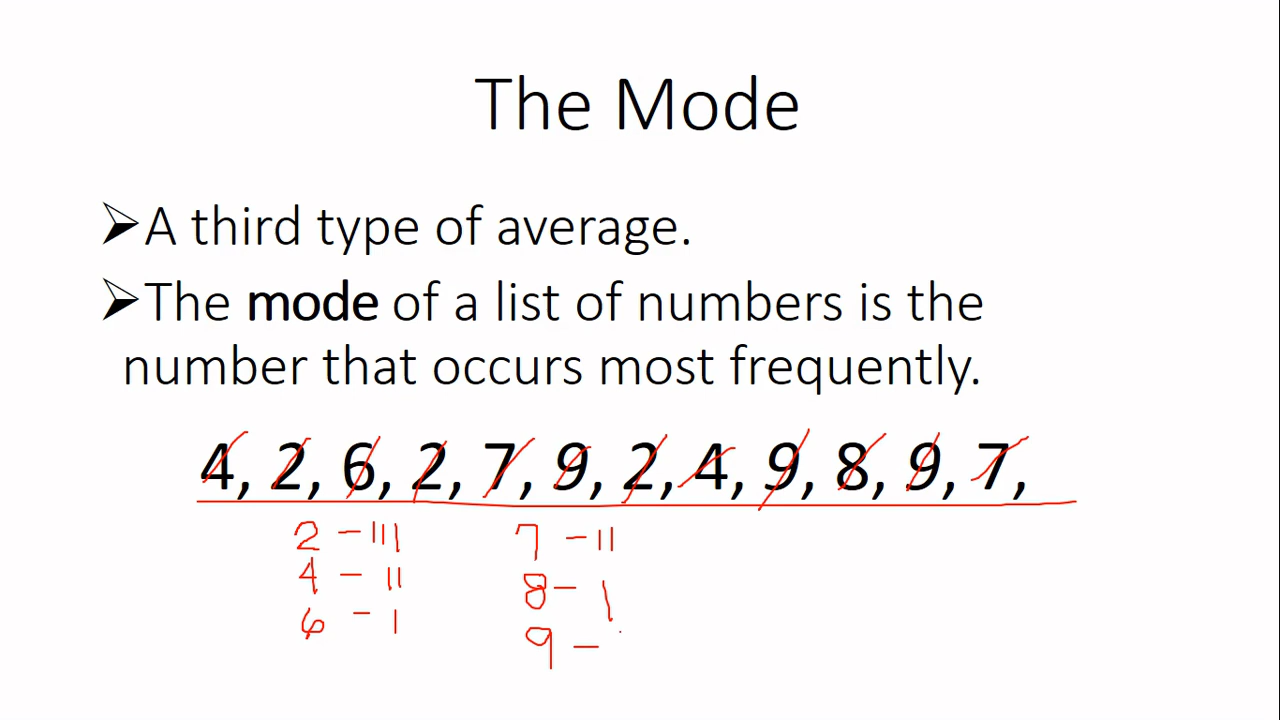 The Mode
➢A third type of average.
➢The mode of a list of numbers is the
number that occurs most frequently.
4, 2, 6, 2, 7, 9, 2, 4, 9, 8, 9, 7,
2 – III 7 – II
4 – II 8 – I
6 – I 9 –